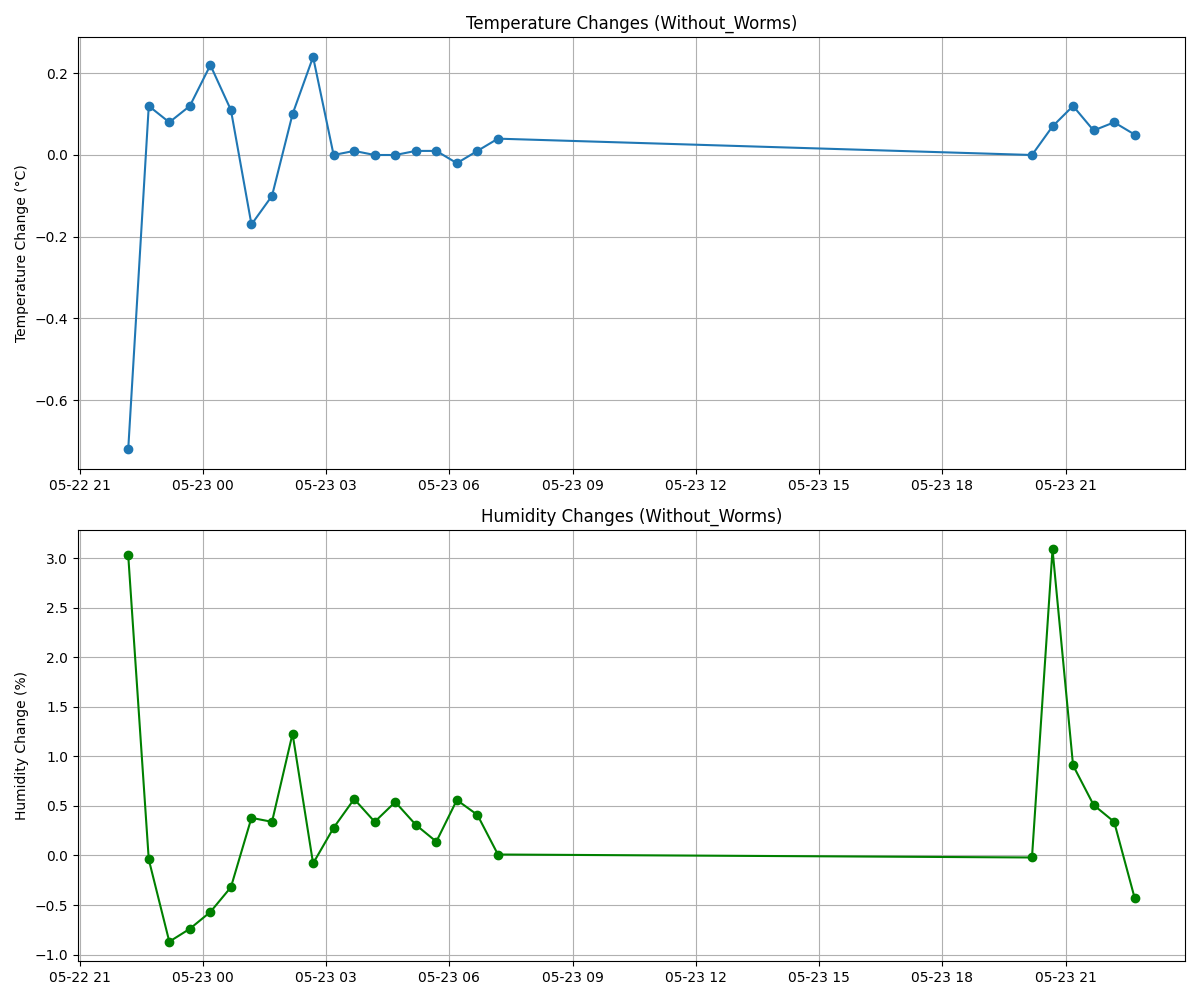 Temperature Changes (Without_Worms)
Temperature Change (°C)
0.2
0.0
−0.2
−0.4
−0.6
05-22 21 05-23 00 05-23 03 05-23 06 05-23 09 05-23 12 05-23 15 05-23 18 05-23 21
Humidity Changes (Without_Worms)
Humidity Change (%)
3.0
2.5
2.0
1.5
1.0
0.5
0.0
−0.5
−1.0
05-22 21 05-23 00 05-23 03 05-23 06 05-23 09 05-23 12 05-23 15 05-23 18 05-23 21